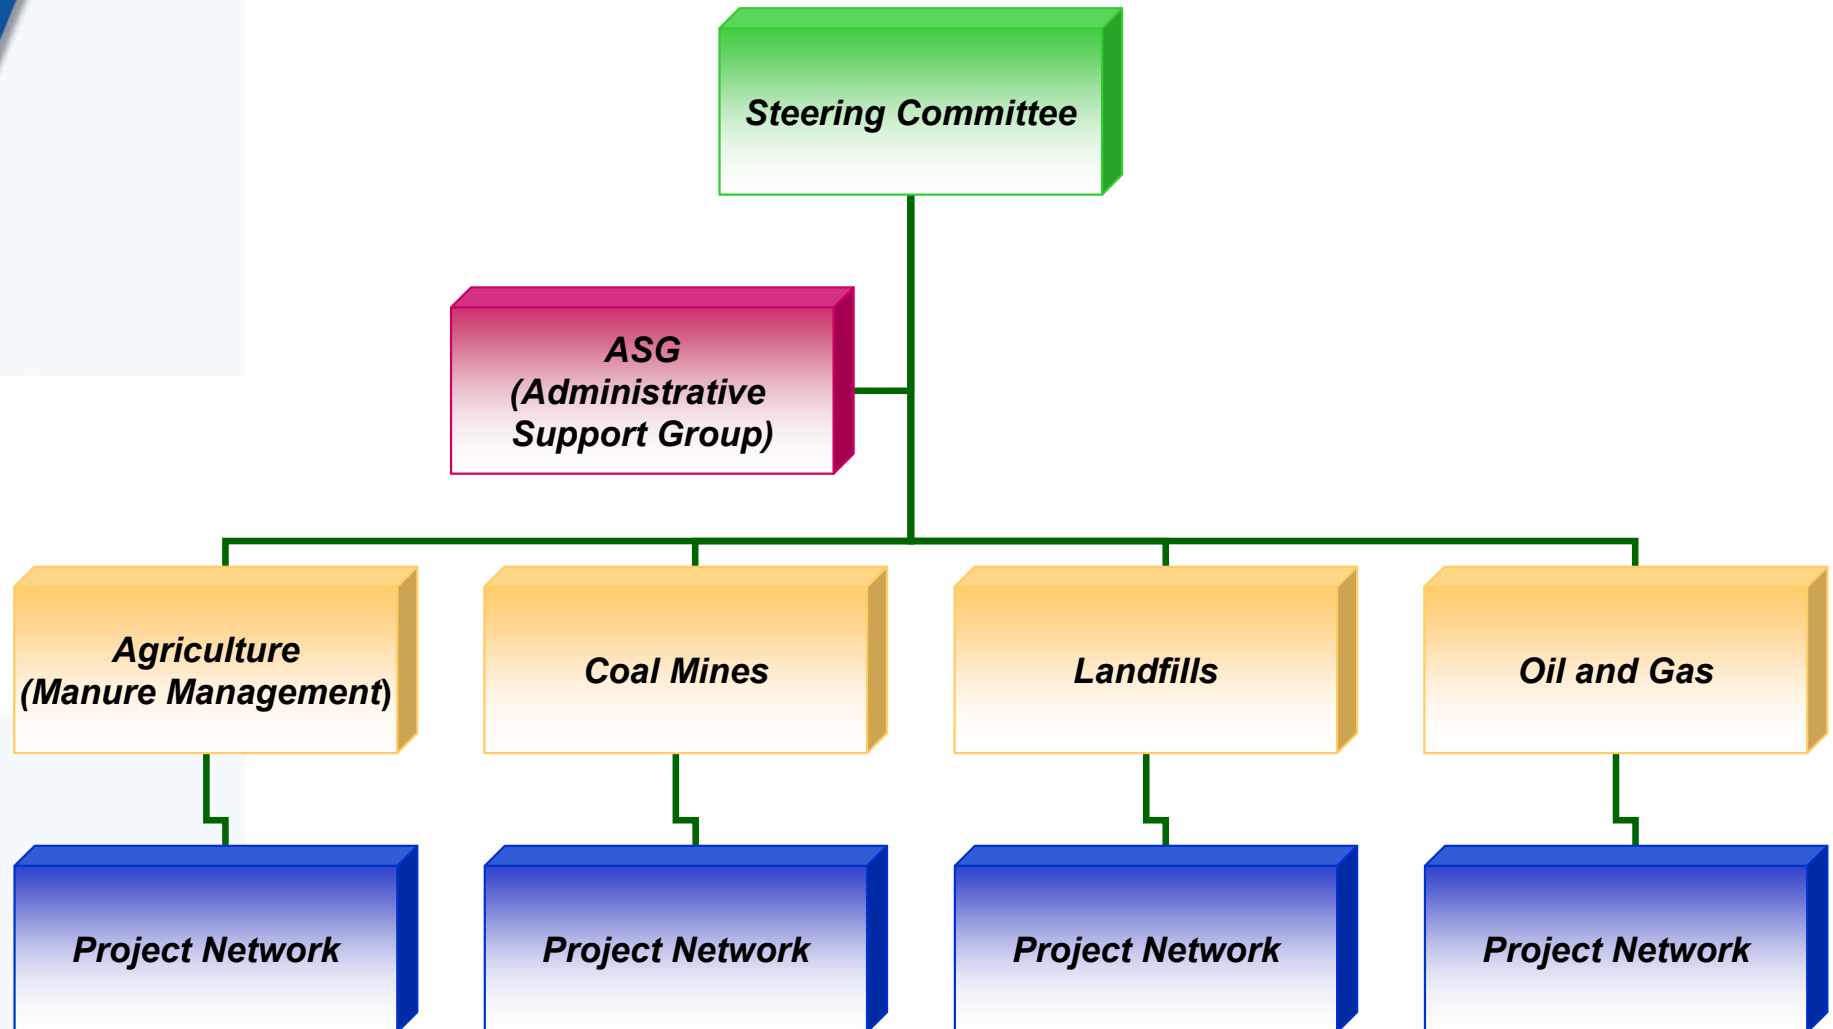 Steering Committee
ASG
(Administrative
Support Group)
Agriculture
(Manure Management)
Coal Mines
Landfills
Oil and Gas
Project Network
Project Network
Project Network
Project Network